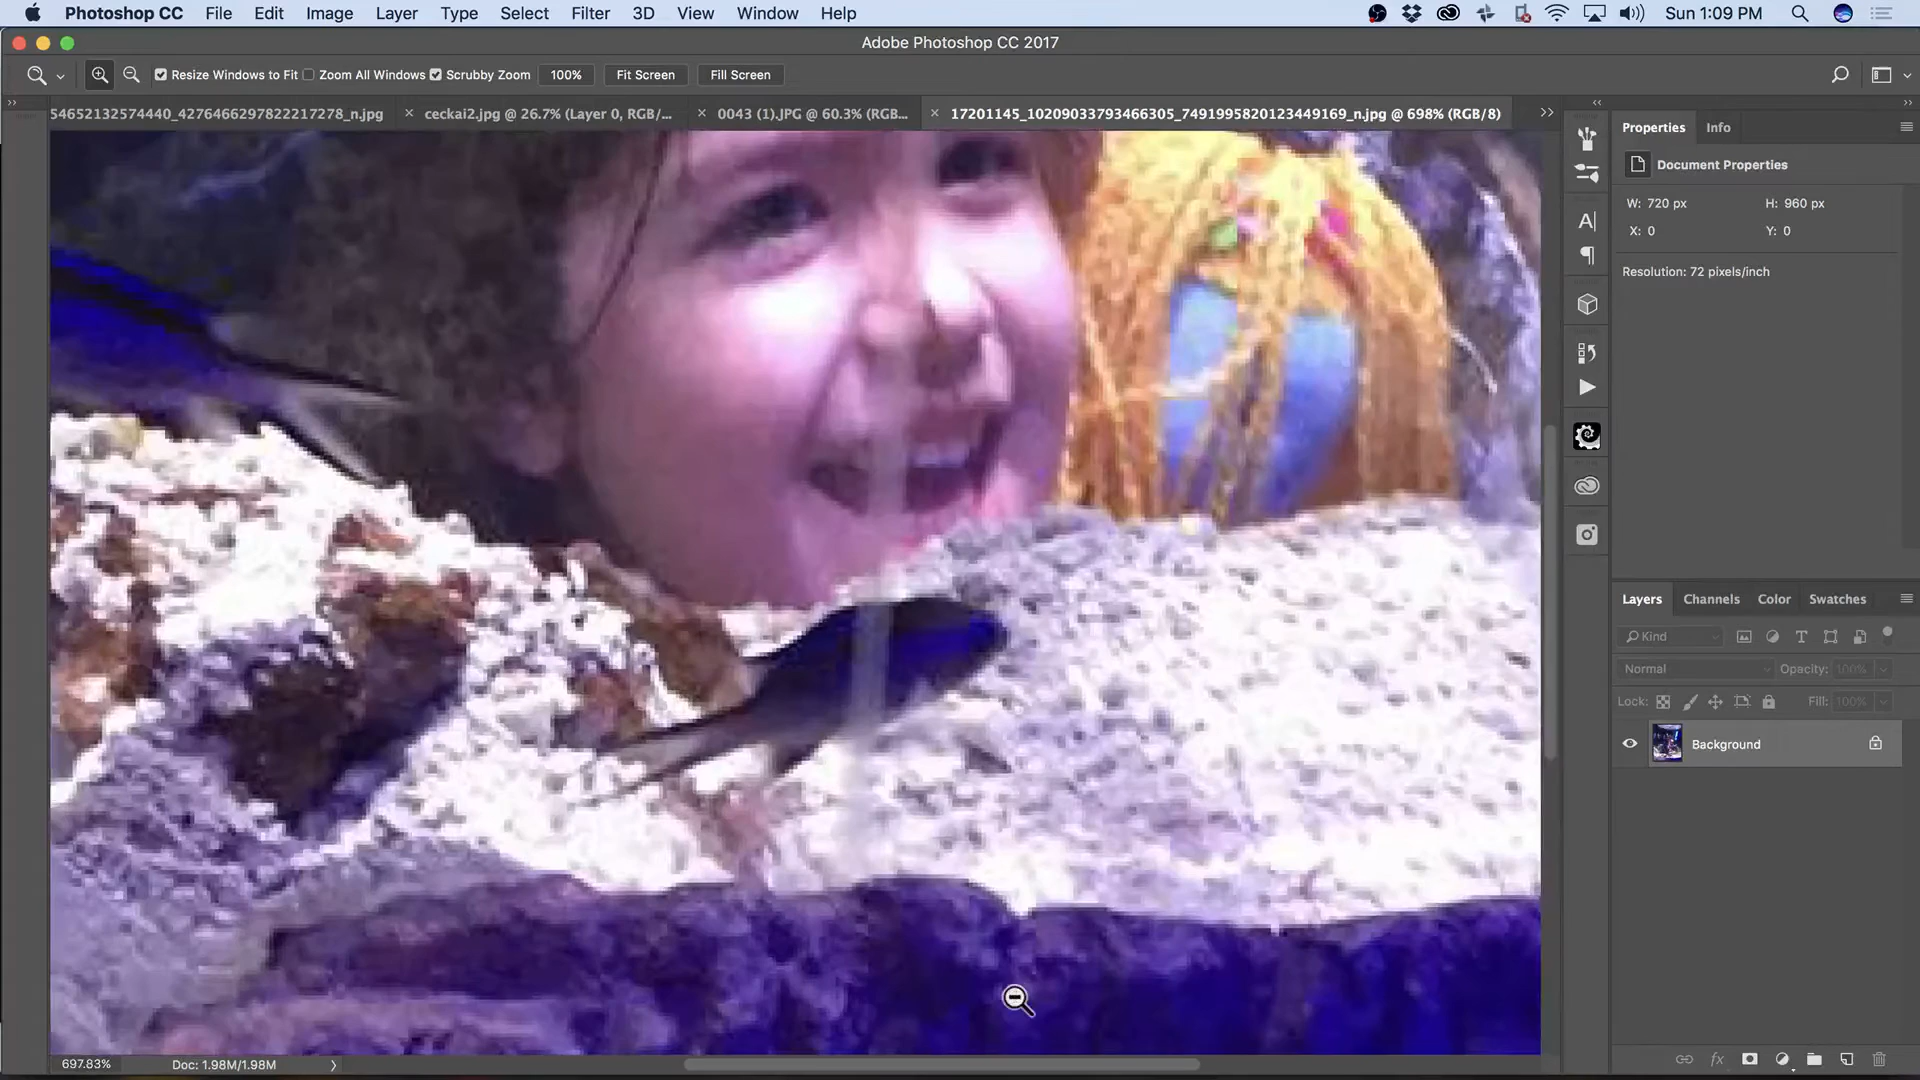 Photoshop CC File Edit Image Layer Type Select Filter 3D View Window Help Sun 1:09 PM
Adobe Photoshop CC 2017
Resize Windows to Fit Zoom All Windows Scrubby Zoom 100% Fit Screen Fill Screen
54652132574440_4276466297822217278_n.jpg ceckai2.jpg @ 26.7% (Layer 0, RGB/... 0043 (1).JPG @ 60.3% (RGB... 17201145_10209033793466305_7491995820123449169_n.jpg @ 698% (RGB/8)
Properties Info
Document Properties
W: 720 px H: 960 px
X: 0 Y: 0
Resolution: 72 pixels/inch
Layers Channels Color Swatches
Kind
Normal Opacity: 100%
Lock: Fill: 100%
Background
697.83% Doc: 1.98M/1.98M